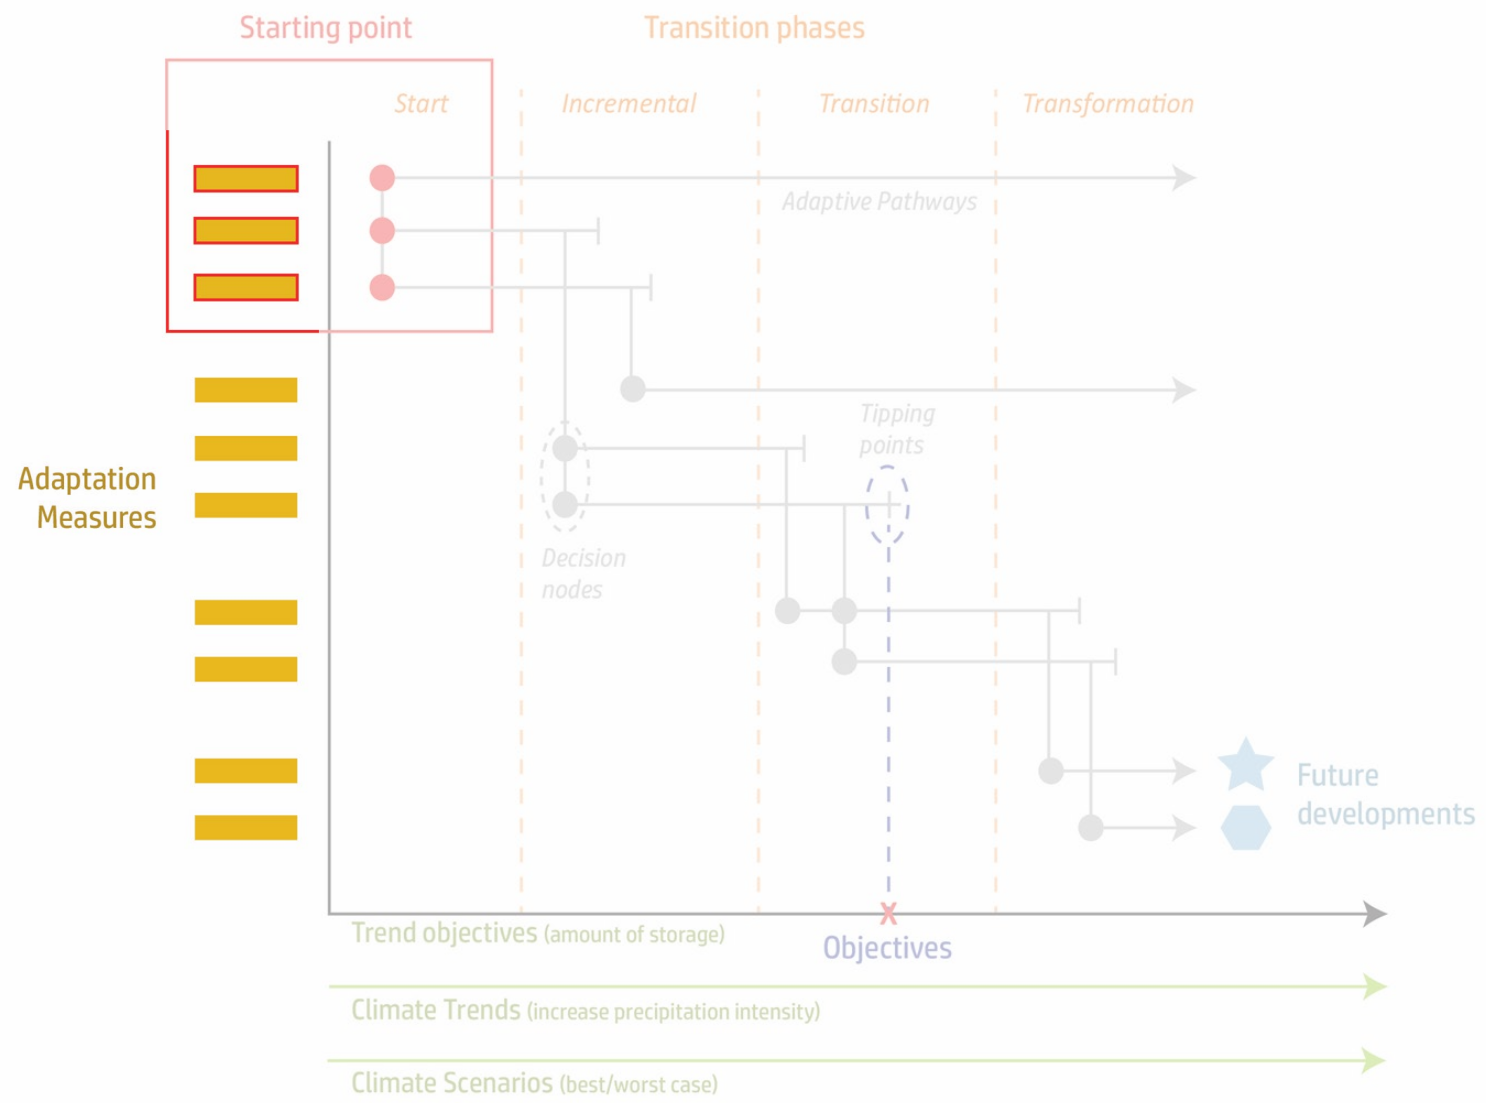 Starting point
Transition phases
Start
Incremental
Transition
Transformation
Adaptive Pathways
Tipping
points
Adaptation
Measures
Decision
nodes
Future
developments
Trend objectives (amount of storage)
Objectives
Climate Trends (increase precipitation intensity)
Climate Scenarios (best/worst case)